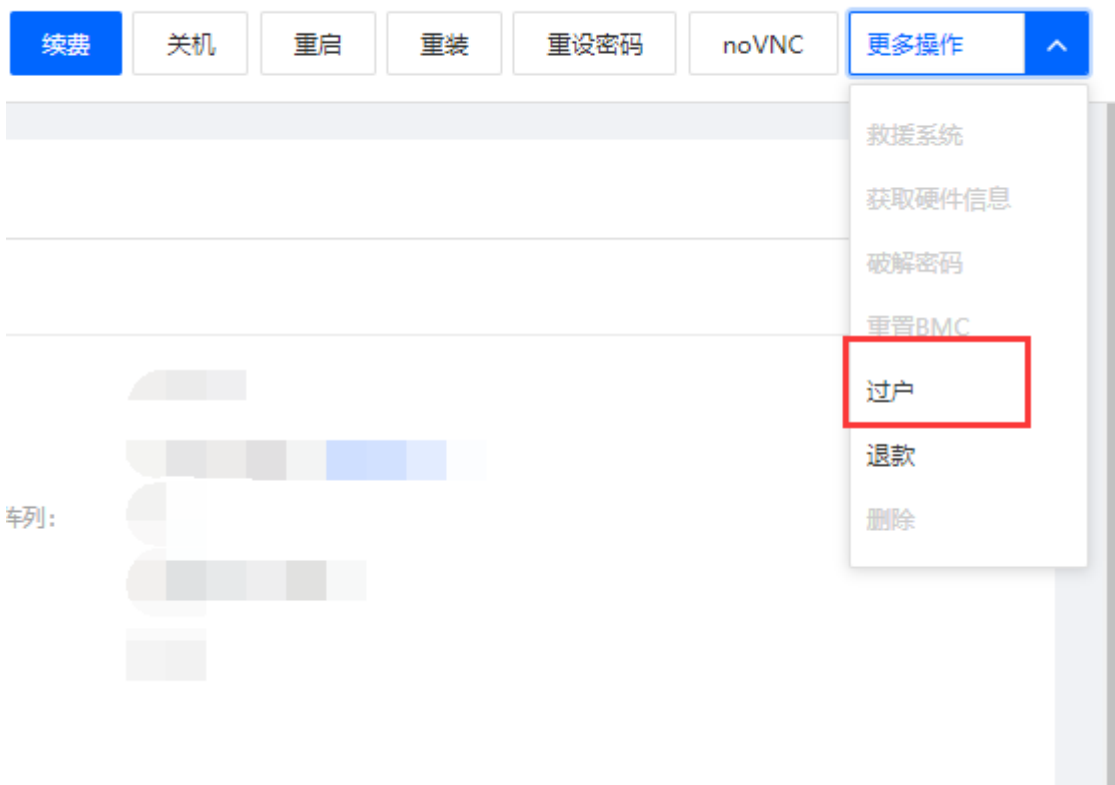 续费 关机 重启 重装 重设密码 noVNC 更多操作
救援系统
获取硬件信息
破解密码
重置BMC
过户
退款
阵列：
删除